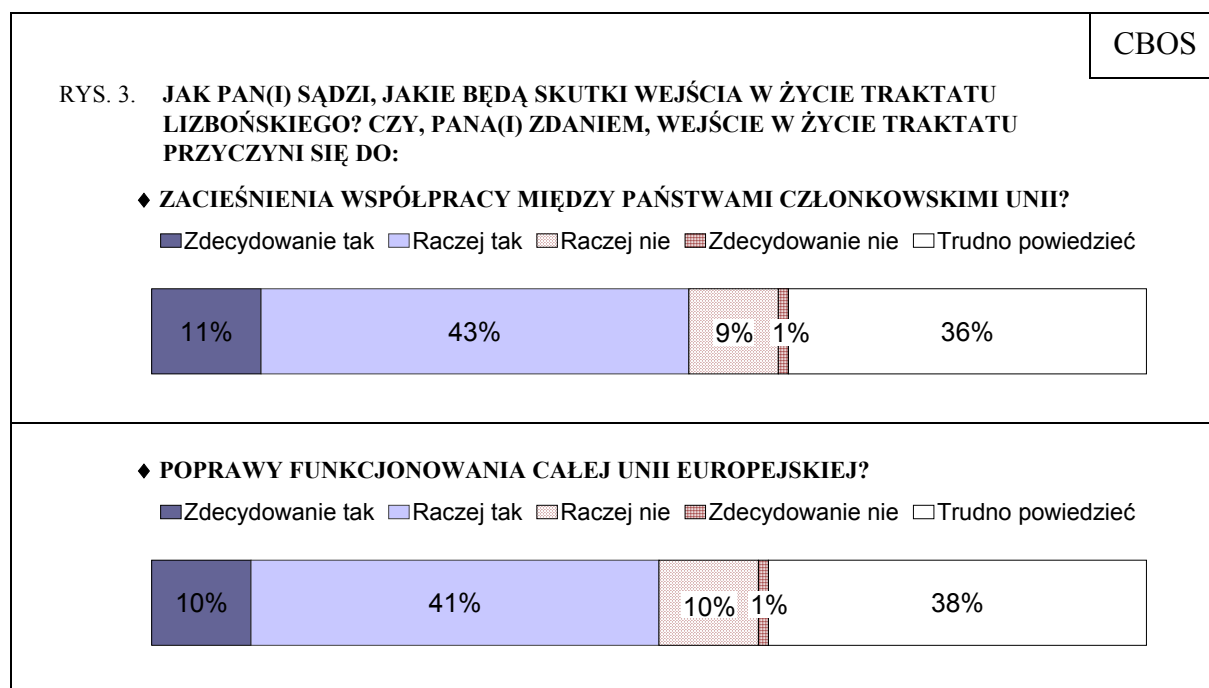 CBOS
RYS. 3. JAK PAN(I) SĄDZI, JAKIE BĘDĄ SKUTKI WEJŚCIA W ŻYCIE TRAKTATU
LIZBOŃSKIEGO? CZY, PANA(I) ZDANIEM, WEJŚCIE W ŻYCIE TRAKTATU
PRZYCZYNI SIĘ DO:
♦ ZACIEŚNIENIA WSPÓŁPRACY MIĘDZY PAŃSTWAMI CZŁONKOWSKIMI UNII?
Zdecydowanie tak Raczej tak Raczej nie Zdecydowanie nie Trudno powiedzieć
11% 43% 9% 1% 36%
♦ POPRAWY FUNKCJONOWANIA CAŁEJ UNII EUROPEJSKIEJ?
Zdecydowanie tak Raczej tak Raczej nie Zdecydowanie nie Trudno powiedzieć
10% 41% 10% 1% 38%